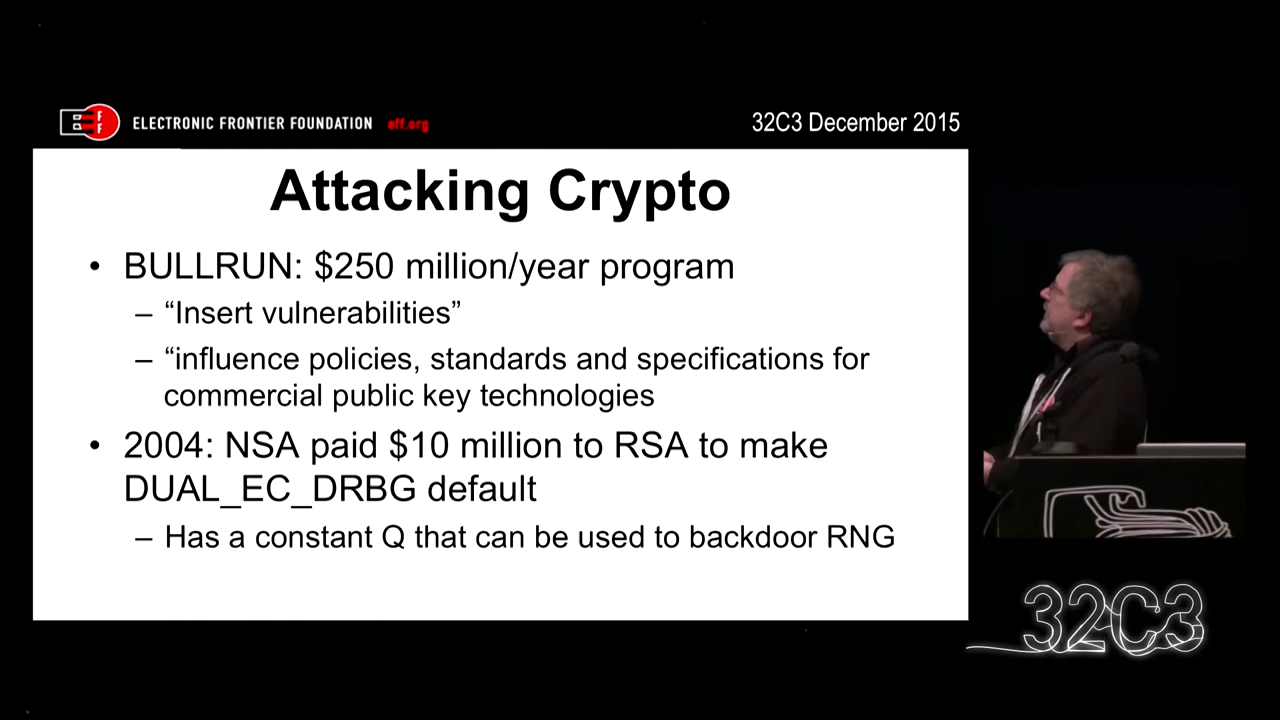 ELECTRONIC FRONTIER FOUNDATION eff.org
32C3 December 2015
Attacking Crypto
• BULLRUN: $250 million/year program
– “Insert vulnerabilities”
– “influence policies, standards and specifications for
commercial public key technologies
• 2004: NSA paid $10 million to RSA to make
DUAL_EC_DRBG default
– Has a constant Q that can be used to backdoor RNG
32C3